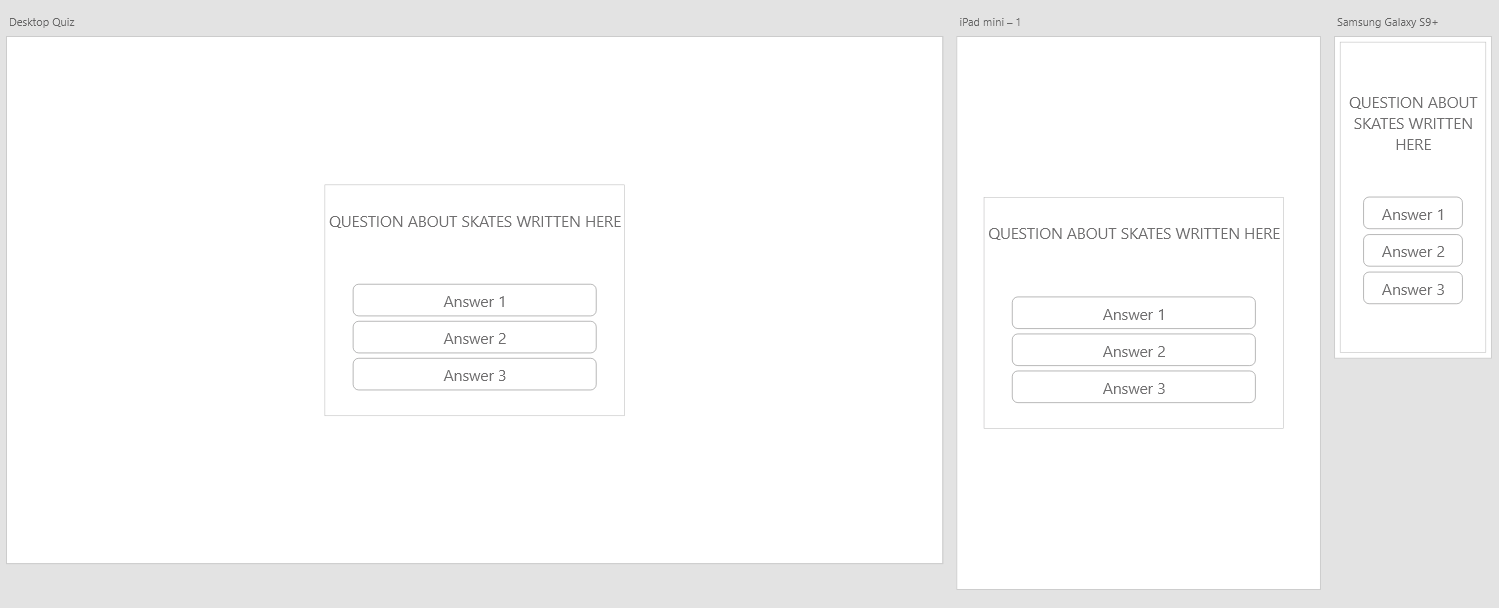 Desktop Quiz
QUESTION ABOUT SKATES WRITTEN HERE
Answer 1
Answer 2
Answer 3
iPad mini – 1
QUESTION ABOUT SKATES WRITTEN HERE
Answer 1
Answer 2
Answer 3
Samsung Galaxy S9+
QUESTION ABOUT
SKATES WRITTEN
HERE
Answer 1
Answer 2
Answer 3